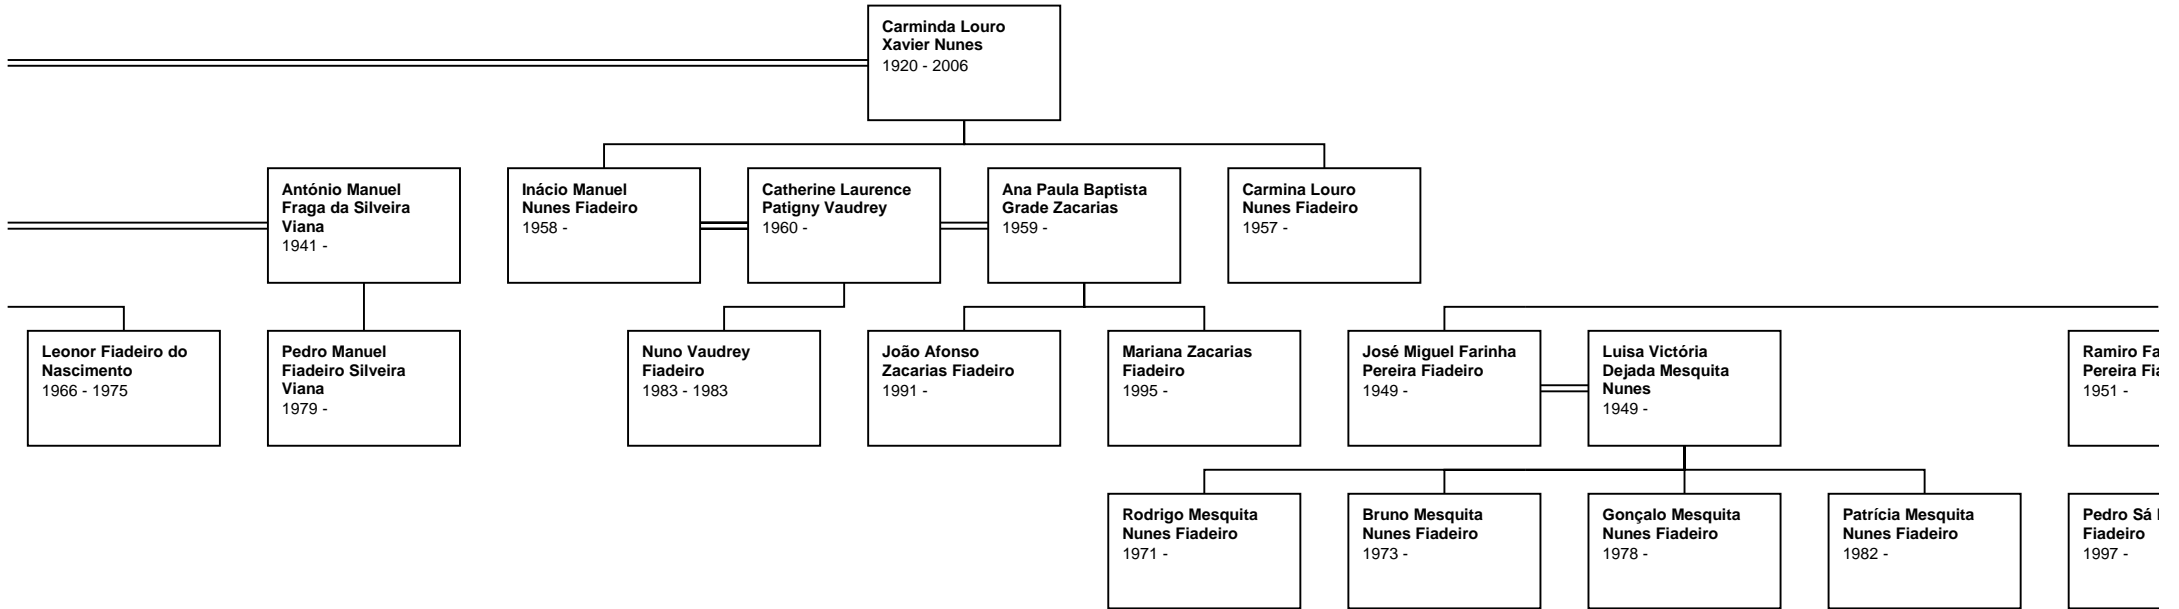 Carminda Louro
Xavier Nunes
1920 - 2006
António Manuel
Fraga da Silveira
Viana
1941 -
Inácio Manuel
Nunes Fiadeiro
1958 -
Catherine Laurence
Patigny Vaudrey
1960 -
Ana Paula Baptista
Grade Zacarias
1959 -
Carmina Louro
Nunes Fiadeiro
1957 -
Leonor Fiadeiro do
Nascimento
1966 - 1975
Pedro Manuel
Fiadeiro Silveira
Viana
1979 -
Nuno Vaudrey
Fiadeiro
1983 - 1983
João Afonso
Zacarias Fiadeiro
1991 -
Mariana Zacarias
Fiadeiro
1995 -
José Miguel Farinha
Pereira Fiadeiro
1949 -
Luisa Victória
Dejada Mesquita
Nunes
1949 -
Ramiro
Pereira
1951 -
Rodrigo Mesquita
Nunes Fiadeiro
1971 -
Bruno Mesquita
Nunes Fiadeiro
1973 -
Gonçalo Mesquita
Nunes Fiadeiro
1978 -
Patrícia Mesquita
Nunes Fiadeiro
1982 -
Pedro Sá
Fiadeiro
1997 -